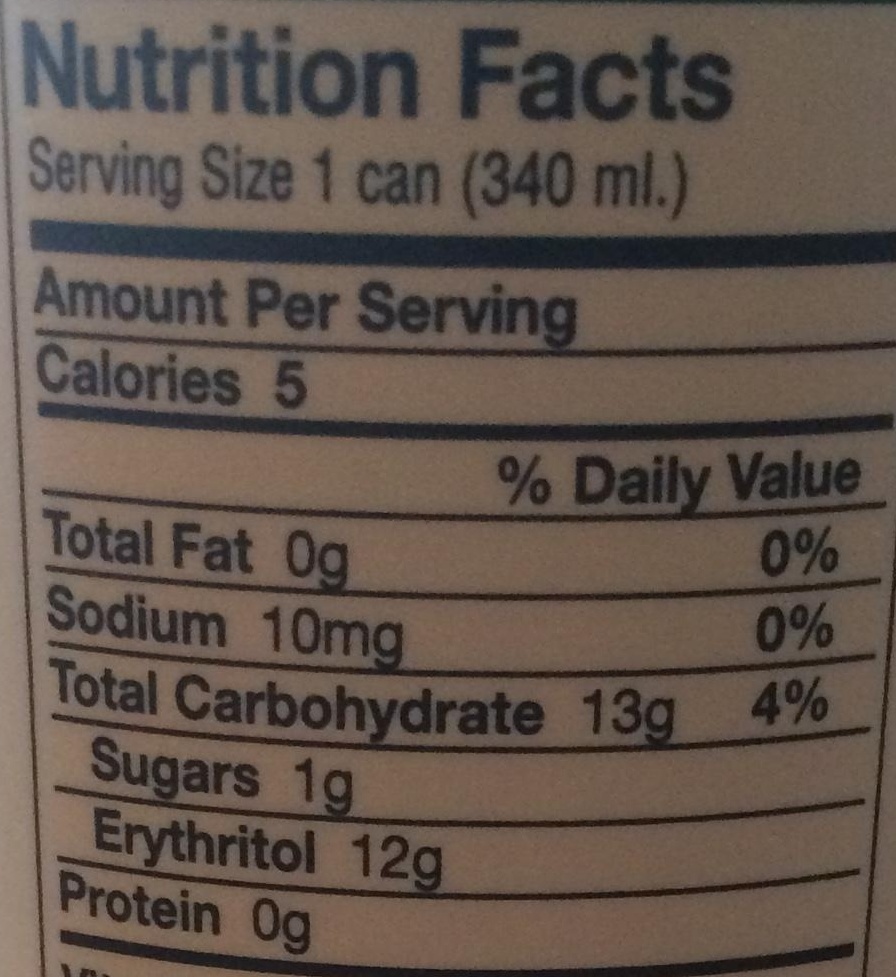 Nutrition Facts
Serving Size 1 can (340 ml.)
Amount Per Serving
Calories 5
% Daily Value
Total Fat 0g 0%
Sodium 10mg 0%
Total Carbohydrate 13g 4%
Sugars 1g
Erythritol 12g
Protein 0g